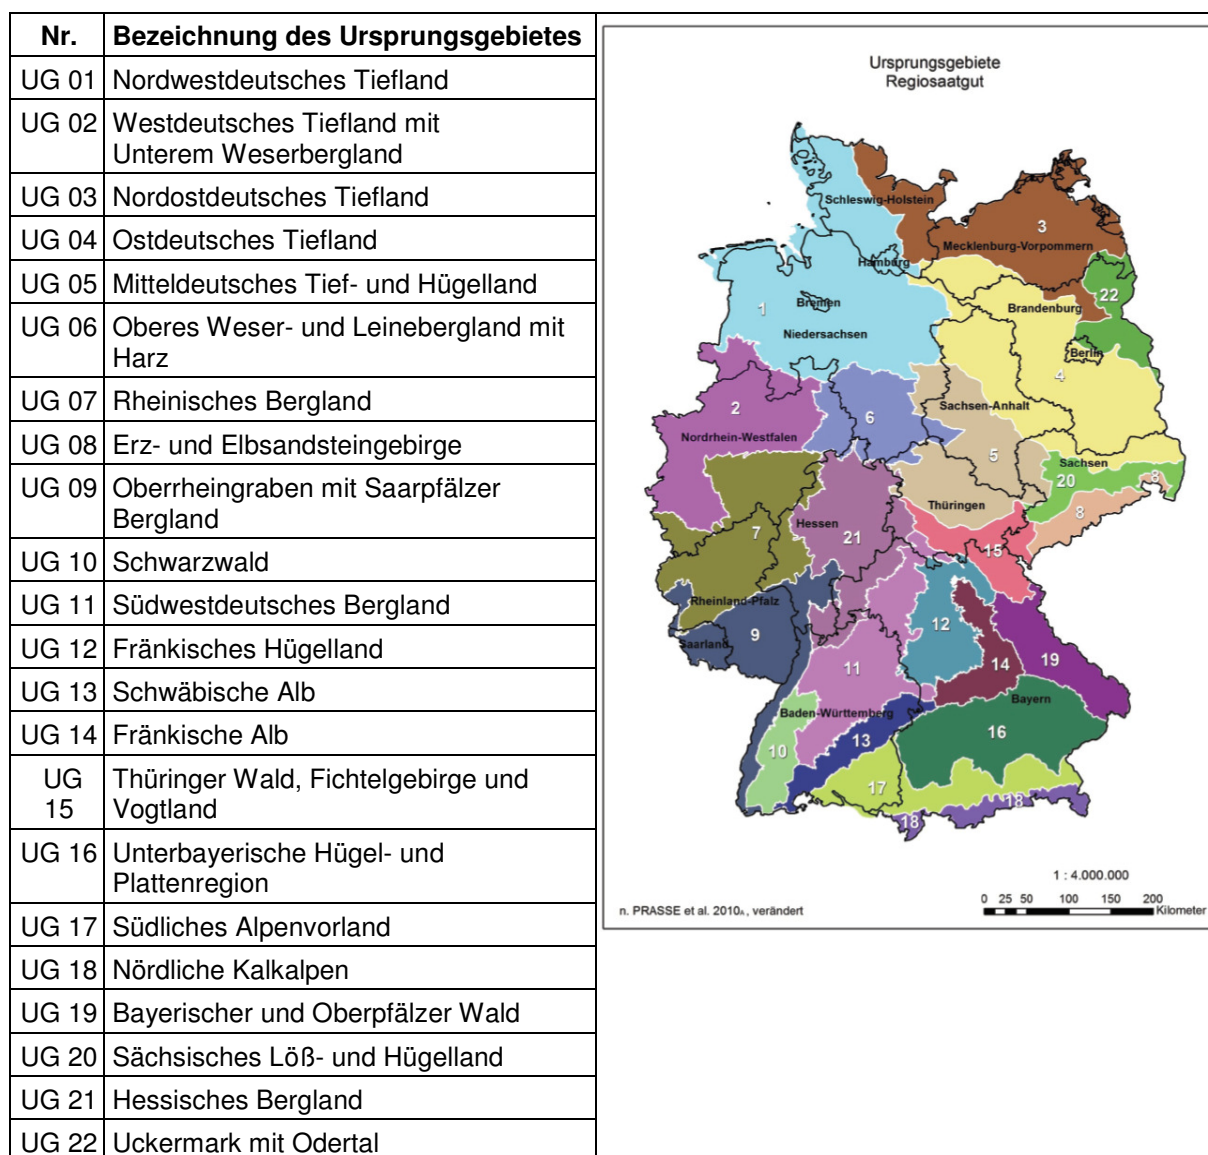 Nr. Bezeichnung des Ursprungsgebietes
UG 01 Nordwestdeutsches Tiefland
UG 02 Westdeutsches Tiefland mit
Unterem Weserbergland
UG 03 Nordostdeutsches Tiefland
UG 04 Ostdeutsches Tiefland
UG 05 Mitteldeutsches Tief- und Hügelland
UG 06 Oberes Weser- und Leinebergland mit
Harz
UG 07 Rheinisches Bergland
UG 08 Erz- und Elbsandsteingebirge
UG 09 Oberrheingraben mit Saarpfälzer
Bergland
UG 10 Schwarzwald
UG 11 Südwestdeutsches Bergland
UG 12 Fränkisches Hügelland
UG 13 Schwäbische Alb
UG 14 Fränkische Alb
UG
15
Thüringer Wald, Fichtelgebirge und
Vogtland
UG 16 Unterbayerische Hügel- und
Plattenregion
UG 17 Südliches Alpenvorland
UG 18 Nördliche Kalkalpen
UG 19 Bayerischer und Oberpfälzer Wald
UG 20 Sächsisches Löß- und Hügelland
UG 21 Hessisches Bergland
UG 22 Uckermark mit Odertal
Ursprungsgebiete
Regiosaatgut
Schleswig-Holstein
3
Mecklenburg-Vorpommern
Hamburg
22
Bremen
1
Brandenburg
Niedersachsen
Berlin
4
2
6
Sachsen-Anhalt
Nordrhein-Westfalen
5
Sachsen
20
8
Thüringen
8
7
Hessen
21
15
Rheinland-Pfalz
12
9
Saarland
11
14
19
Bayern
Baden-Württemberg
16
13
10
17
18
18
1 : 4.000.000
0 25 50 100 150 200
Kilometer
n. PRASSE et al. 2010A, verändert